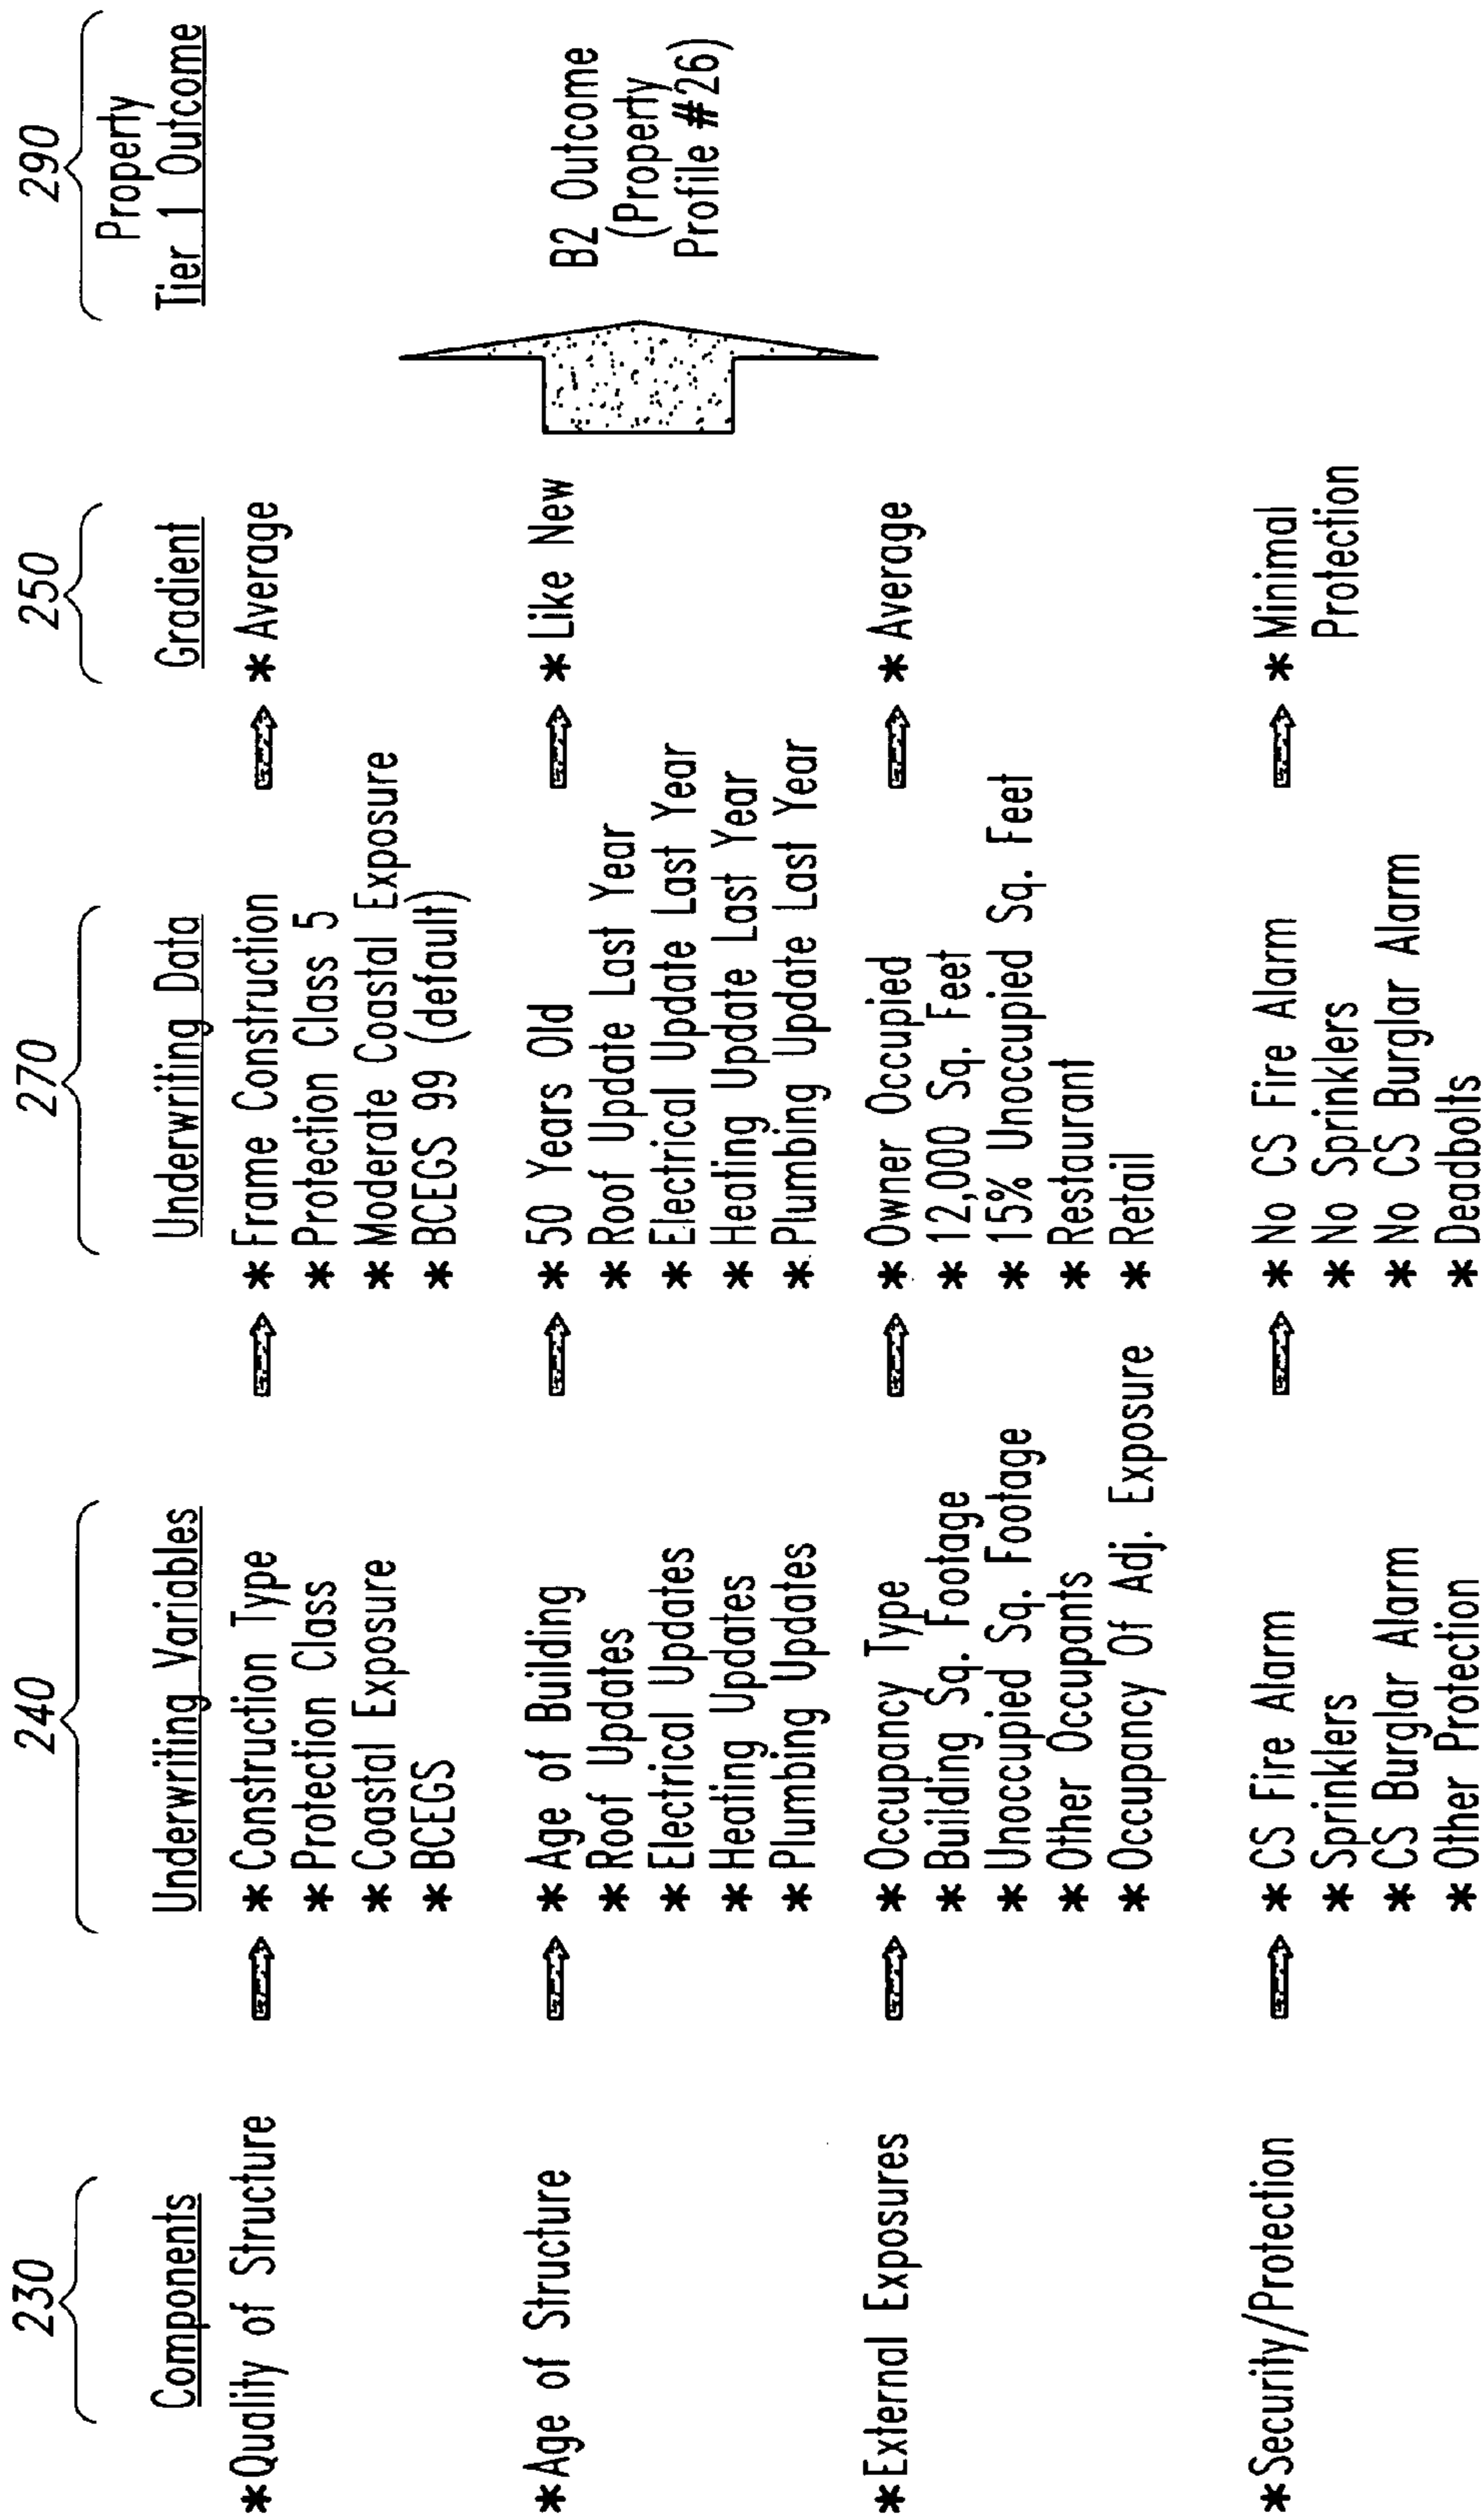 230
Components
* Quality of Structure
* Age of Structure
* External Exposures
* Security/Protection
240
Underwriting Variables
* Construction Type
* Protection Class
* Coastal Exposure
* BCEGS
* Age of Building
* Roof Updates
* Electrical Updates
* Heating Updates
* Plumbing Updates
* Occupancy Type
* Building Sq. Footage
* Unoccupied Sq. Footage
* Other Occupants
* Occupancy Of Adj. Exposure
* CS Fire Alarm
* Sprinklers
* CS Burglar Alarm
* Other Protection
270
Underwriting Data
* Frame Construction
* Protection Class 5
* Moderate Coastal Exposure
* BCEGS 99 (default)
* 50 Years Old
* Roof Update Last Year
* Electrical Update Last Year
* Heating Update Last Year
* Plumbing Update Last Year
* Owner Occupied
* 12,000 Sq. Feet
* 15% Unoccupied Sq. Feet
* Restaurant
* Retail
* No CS Fire Alarm
* No Sprinklers
* No CS Burglar Alarm
* Deadbolts
250
Gradient
* Average
* Like New
* Average
* Minimal
Protection
290
Property
Tier 1 Outcome
B2 Outcome
(Property
Profile #26)